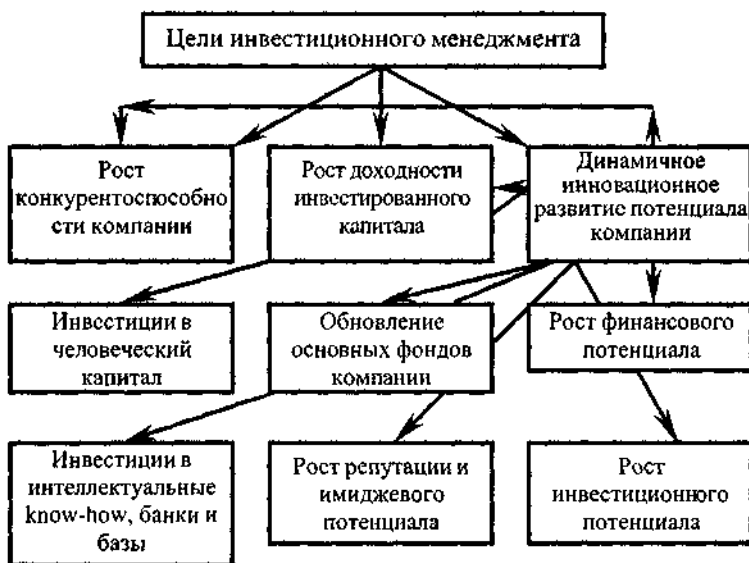 Цели инвестиционного менеджмента
Рост
конкурентоспособно
сти компании
Рост доходности
инвестированного
капитала
Динамичное
инновационное
развитие потенциала
компании
Инвестиции в
человеческий
капитал
Обновление
основных фондов
компании
Рост финансового
потенциала
Инвестиции в
интеллектуальные
know-how, банки и
базы
Рост репутации и
имиджевого
потенциала
Рост
инвестиционного
потенциала